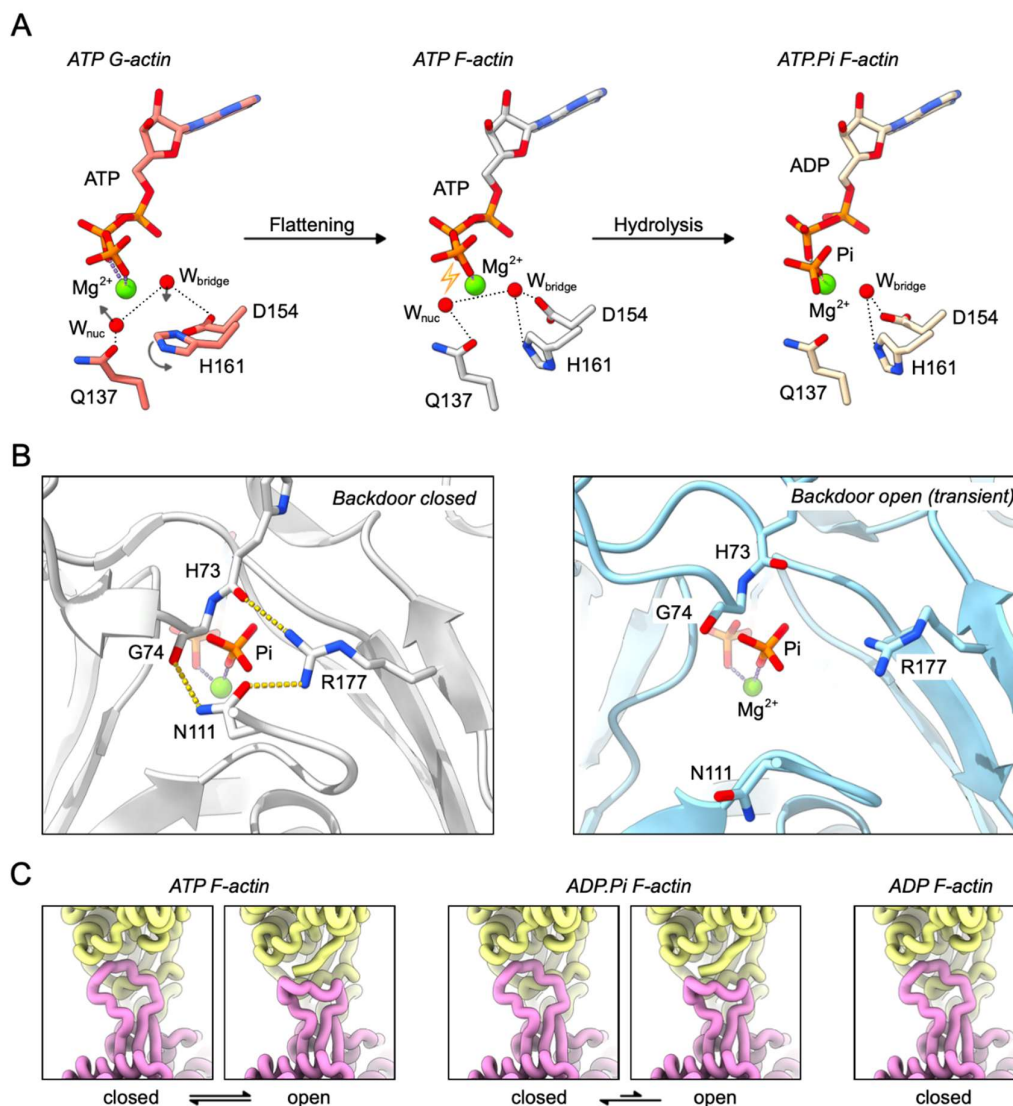 A
ATP G-actin
ATP F-actin
ATP.Pi F-actin
ATP
ATP
ADP
Flattening
Hydrolysis
Mg2+
Wbridge
Wnuc
D154
H161
Q137
Mg2+
Wbridge
Wnuc
D154
H161
Q137
Pi
Mg2+
Wbridge
D154
H161
Q137
B
Backdoor closed
H73
G74
Pi
R177
N111
Backdoor open (transient)
H73
G74
Pi
R177
Mg2+
N111
C
ATP F-actin
ADP.Pi F-actin
ADP F-actin
closed
open
closed
open
closed